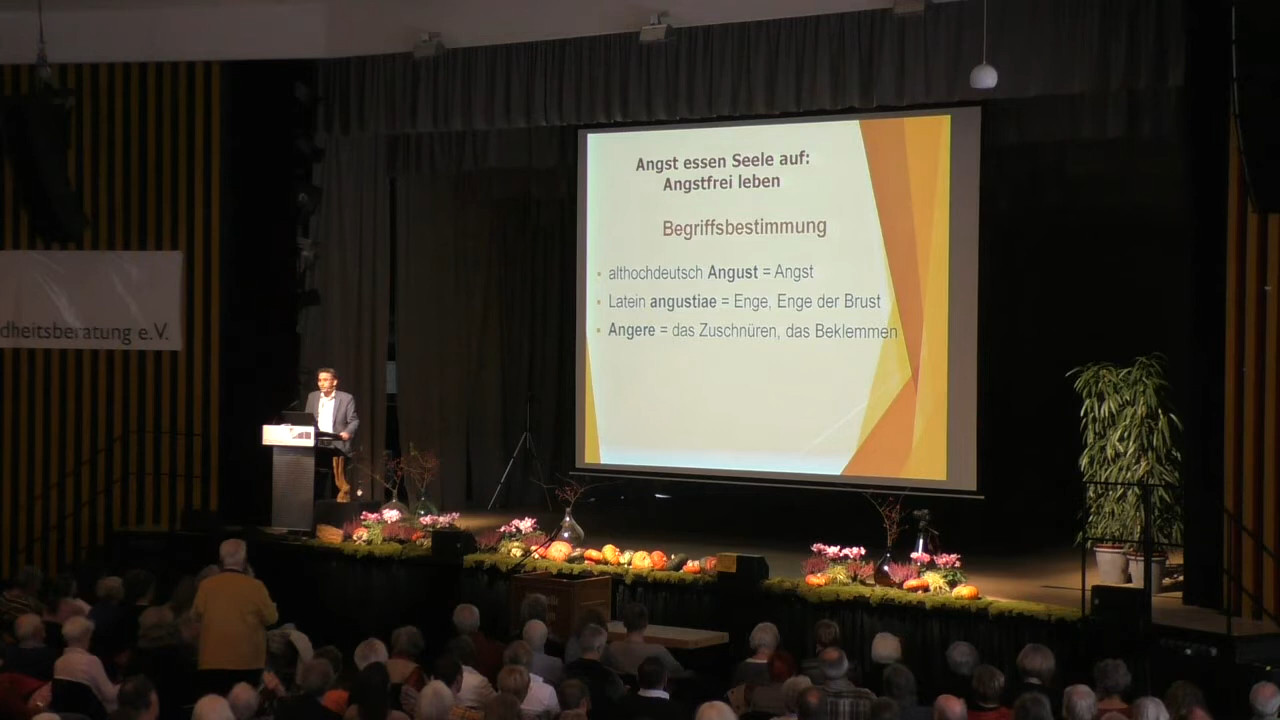 Angst essen Seele auf:
Angstfrei leben
Begriffsbestimmung
althochdeutsch Angust = Angst
Latein angustiae = Enge, Enge der Brust
Angere = das Zuschnüren, das Beklemmen
dheitsberatung e.V.